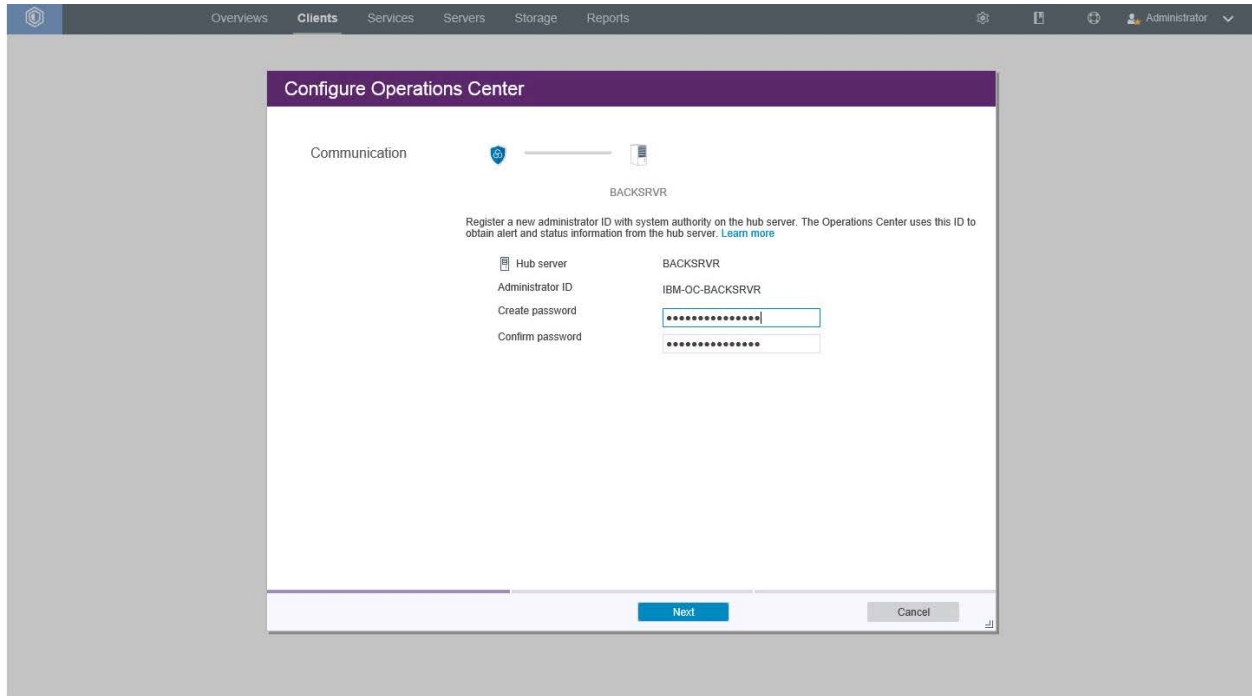 Overviews Clients Services Servers Storage Reports Administrator
Configure Operations Center
Communication
BACKSRVR
Register a new administrator ID with system authority on the hub server. The Operations Center uses this ID to
obtain alert and status information from the hub server. Learn more
Hub server BACKSRVR
Administrator ID IBM-OC-BACKSRVR
Create password •••••••••••••••
Confirm password •••••••••••••••
Next Cancel